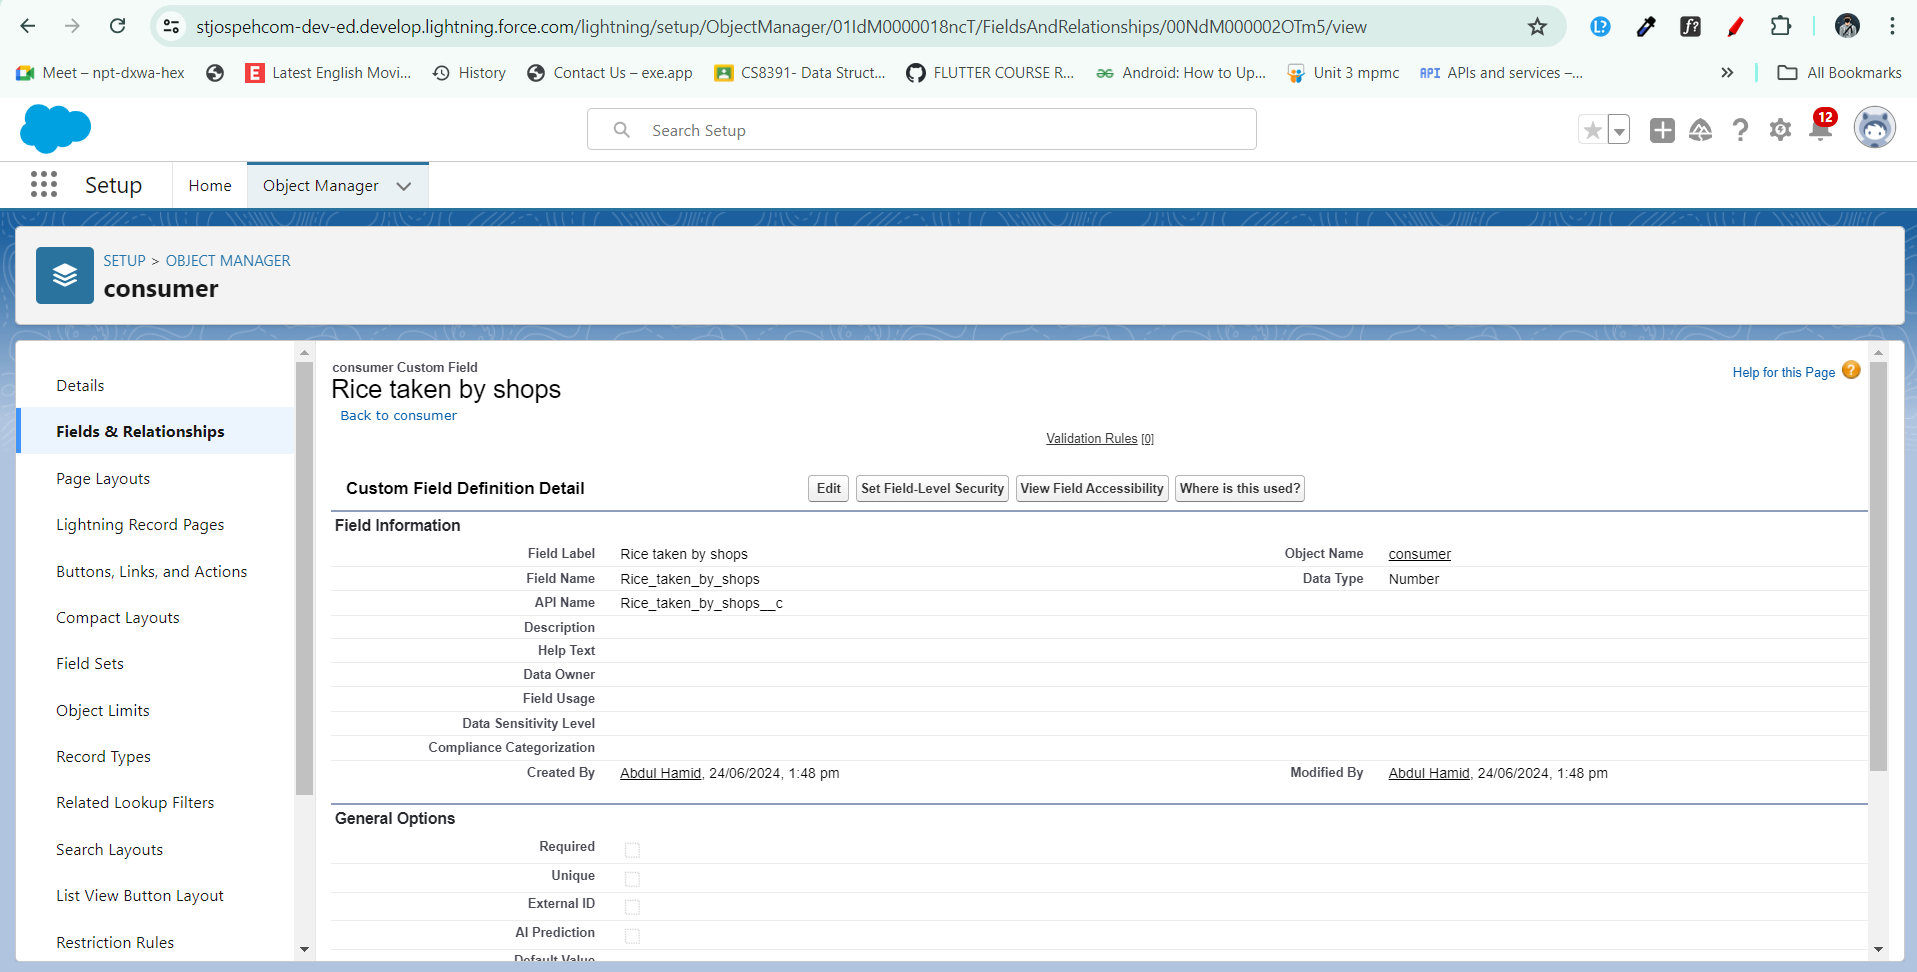 stjospehcom-dev-ed.develop.lightning.force.com/lightning/setup/ObjectManager/01IdM0000018ncT/FieldsAndRelationships/00NdM000002OTm5/view
Meet – npt-dxwa-hex
Latest English Movi...
History
Contact Us – exe.app
CS8391- Data Struct...
FLUTTER COURSE R...
Android: How to Up...
Unit 3 mpmc
API APIs and services –...
All Bookmarks
Search Setup
12
Setup
Home
Object Manager
SETUP > OBJECT MANAGER
consumer
Details
Fields & Relationships
Page Layouts
Lightning Record Pages
Buttons, Links, and Actions
Compact Layouts
Field Sets
Object Limits
Record Types
Related Lookup Filters
Search Layouts
List View Button Layout
Restriction Rules
consumer Custom Field
Rice taken by shops
Back to consumer
Help for this Page
Validation Rules [0]
Custom Field Definition Detail
Edit
Set Field-Level Security
View Field Accessibility
Where is this used?
Field Information
Field Label Rice taken by shops Object Name consumer
Field Name Rice_taken_by_shops Data Type Number
API Name Rice_taken_by_shops__c
Description
Help Text
Data Owner
Field Usage
Data Sensitivity Level
Compliance Categorization
Created By Abdul Hamid, 24/06/2024, 1:48 pm Modified By Abdul Hamid, 24/06/2024, 1:48 pm
General Options
Required
Unique
External ID
AI Prediction
Default Value